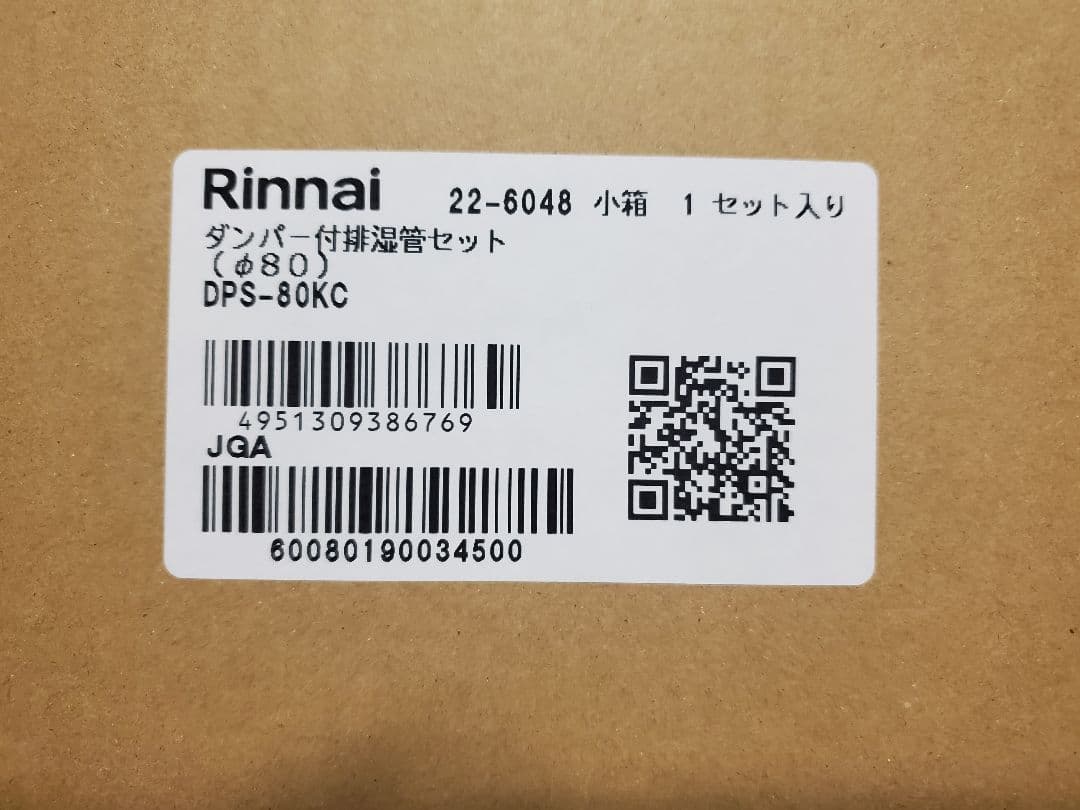 Rinnai 22-6048 小箱 1 セット入り
ダンパー付排湿管セット
(φ80)
DPS-80KC
4951309386769
JGA
60080190034500